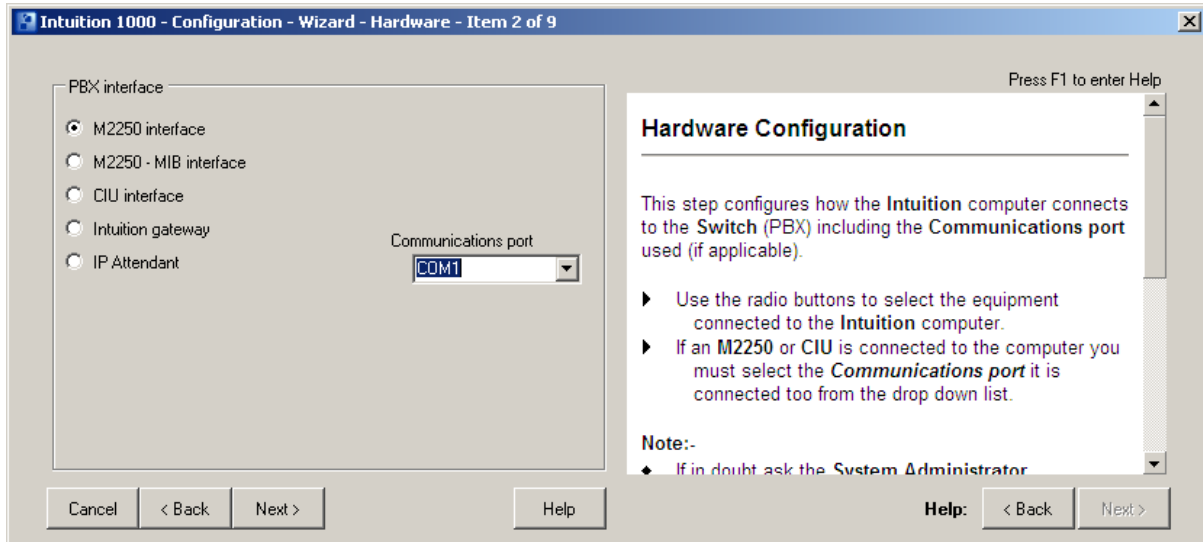 Intuition 1000 - Configuration - Wizard - Hardware - Item 2 of 9
PBX interface
M2250 interface
M2250 - MIB interface
CIU interface
Intuition gateway
IP Attendant
Communications port
COM1
Press F1 to enter Help
Hardware Configuration
This step configures how the Intuition computer connects
to the Switch (PBX) including the Communications port
used (if applicable).
Use the radio buttons to select the equipment
connected to the Intuition computer.
If an M2250 or CIU is connected to the computer you
must select the Communications port it is
connected too from the drop down list.
Note:-
If in doubt ask the System Administrator
Cancel
< Back
Next >
Help
Help:
< Back
Next >